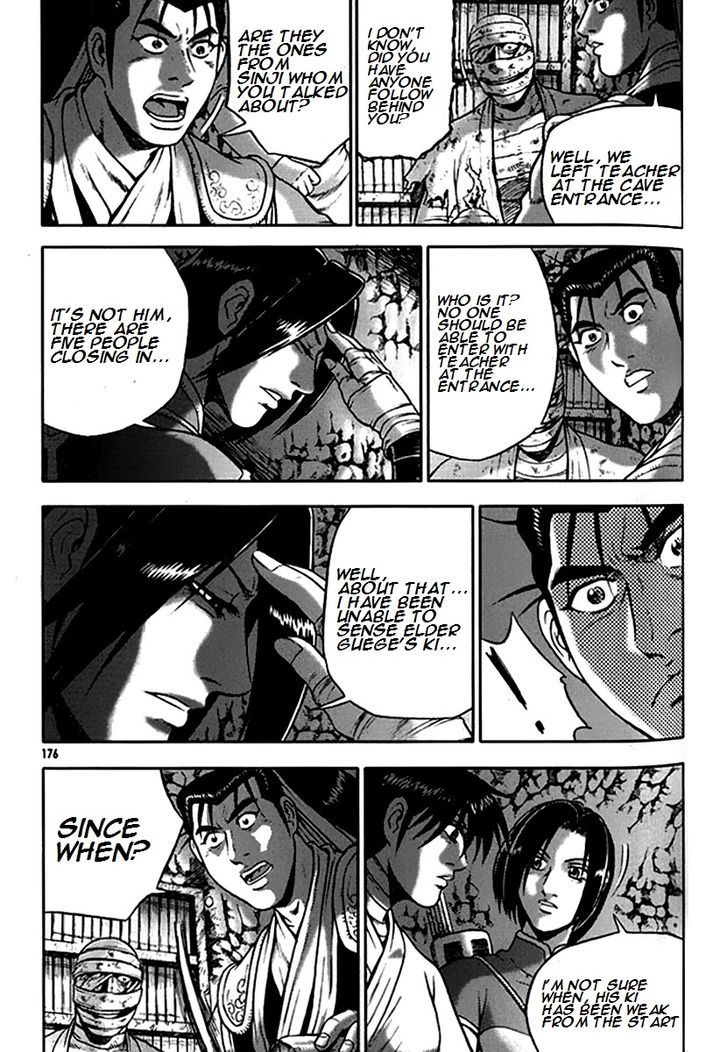 ARE THEY
THE ONES
FROM
SINJI WHOM
YOU TALKED
ABOUT?
I DON'T
KNOW,
DID YOU
HAVE
ANYONE
FOLLOW
BEHIND
YOU?
WELL, WE
LEFT TEACHER
AT THE CAVE
ENTRANCE...
IT'S NOT HIM,
THERE ARE
FIVE PEOPLE
CLOSING IN...
WHO IS IT?
NO ONE
SHOULD BE
ABLE TO
ENTER WITH
TEACHER
AT THE
ENTRANCE...
WELL,
ABOUT THAT...
I HAVE BEEN
UNABLE TO
SENSE ELDER
GUEGE'S KI...
176
SINCE
WHEN?
I'M NOT SURE
WHEN, HIS KI
HAS BEEN WEAK
FROM THE START